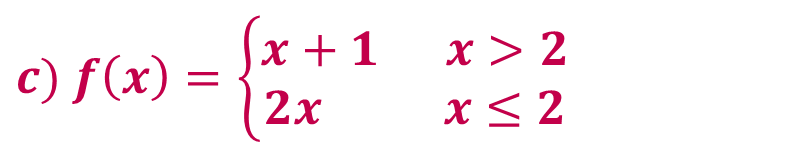 c) f(x) = { x + 1    x > 2
2x    x ≤ 2